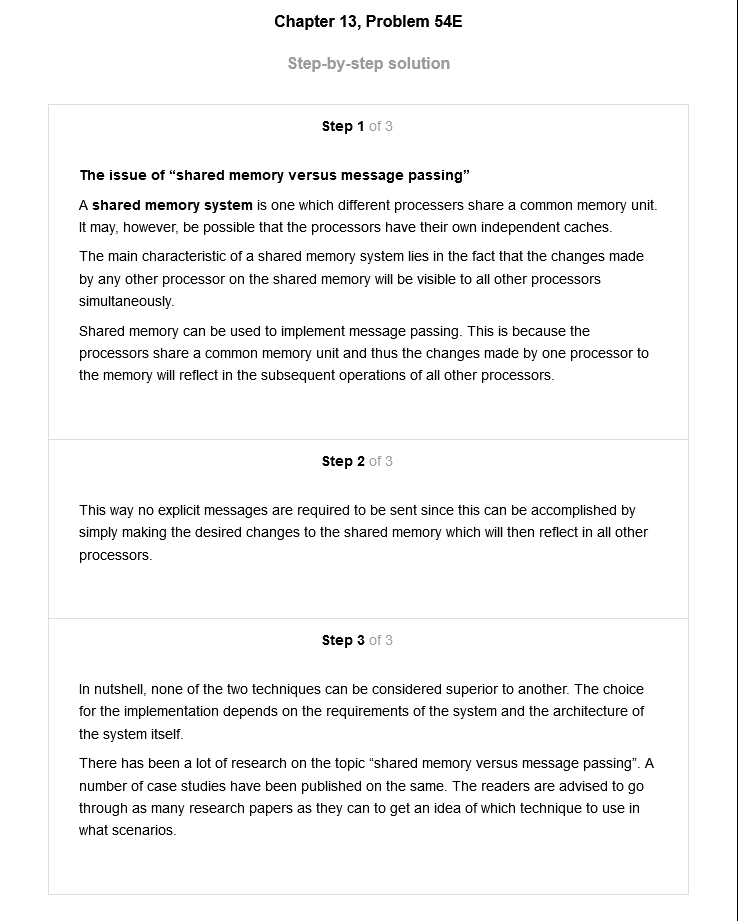 Chapter 13, Problem 54E
Step-by-step solution
Step 1 of 3
The issue of “shared memory versus message passing”
A shared memory system is one which different processers share a common memory unit.
It may, however, be possible that the processors have their own independent caches.
The main characteristic of a shared memory system lies in the fact that the changes made
by any other processor on the shared memory will be visible to all other processors
simultaneously.
Shared memory can be used to implement message passing. This is because the
processors share a common memory unit and thus the changes made by one processor to
the memory will reflect in the subsequent operations of all other processors.
Step 2 of 3
This way no explicit messages are required to be sent since this can be accomplished by
simply making the desired changes to the shared memory which will then reflect in all other
processors.
Step 3 of 3
In nutshell, none of the two techniques can be considered superior to another. The choice
for the implementation depends on the requirements of the system and the architecture of
the system itself.
There has been a lot of research on the topic “shared memory versus message passing”. A
number of case studies have been published on the same. The readers are advised to go
through as many research papers as they can to get an idea of which technique to use in
what scenarios.